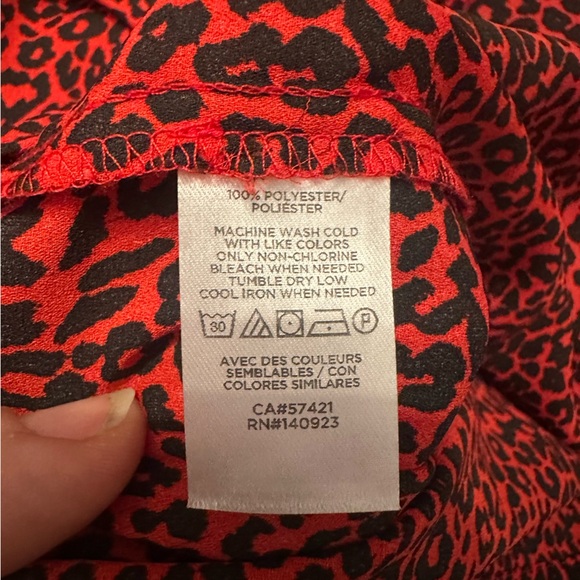 100% POLYESTER/
POLIÉSTER
MACHINE WASH COLD
WITH LIKE COLORS
ONLY NON-CHLORINE
BLEACH WHEN NEEDED
TUMBLE DRY LOW
COOL IRON WHEN NEEDED
30 P
AVEC DES COULEURS
SEMBLABLES / CON
COLORES SIMILARES
CA#57421
RN#140923